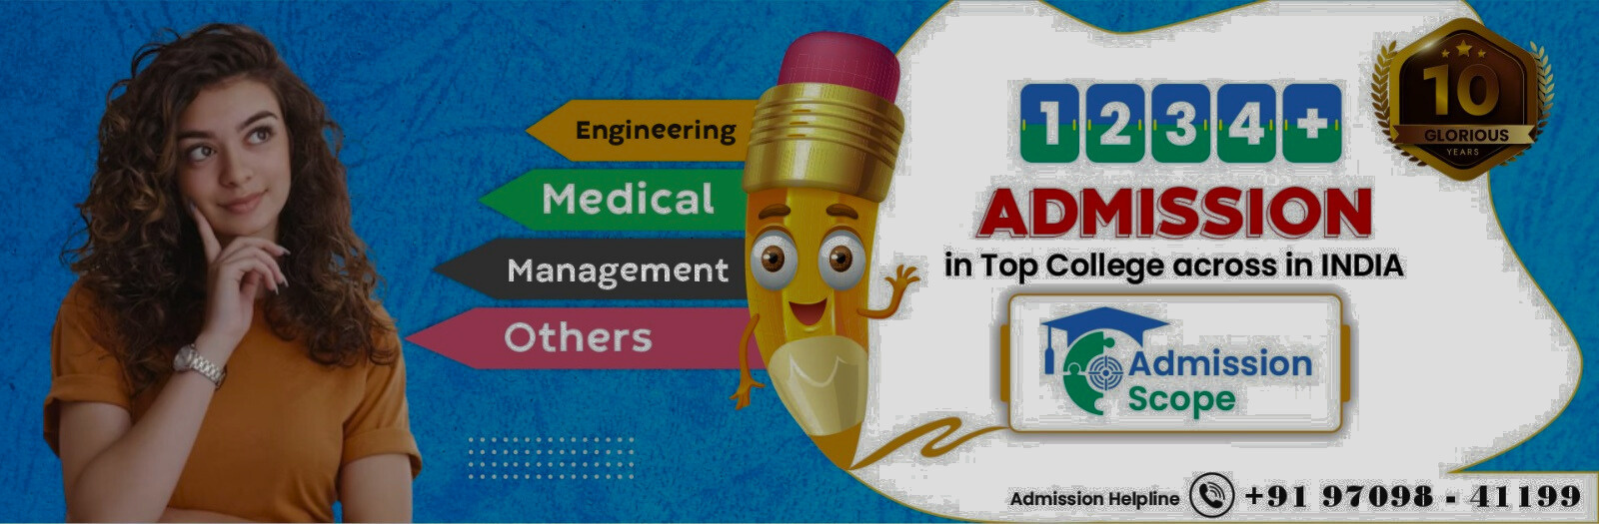 Engineering
Medical
Management
Others
1234+
ADMISSION
in Top College across in INDIA
Admission
Scope
10
GLORIOUS
YEARS
Admission Helpline +91 97098 - 41199